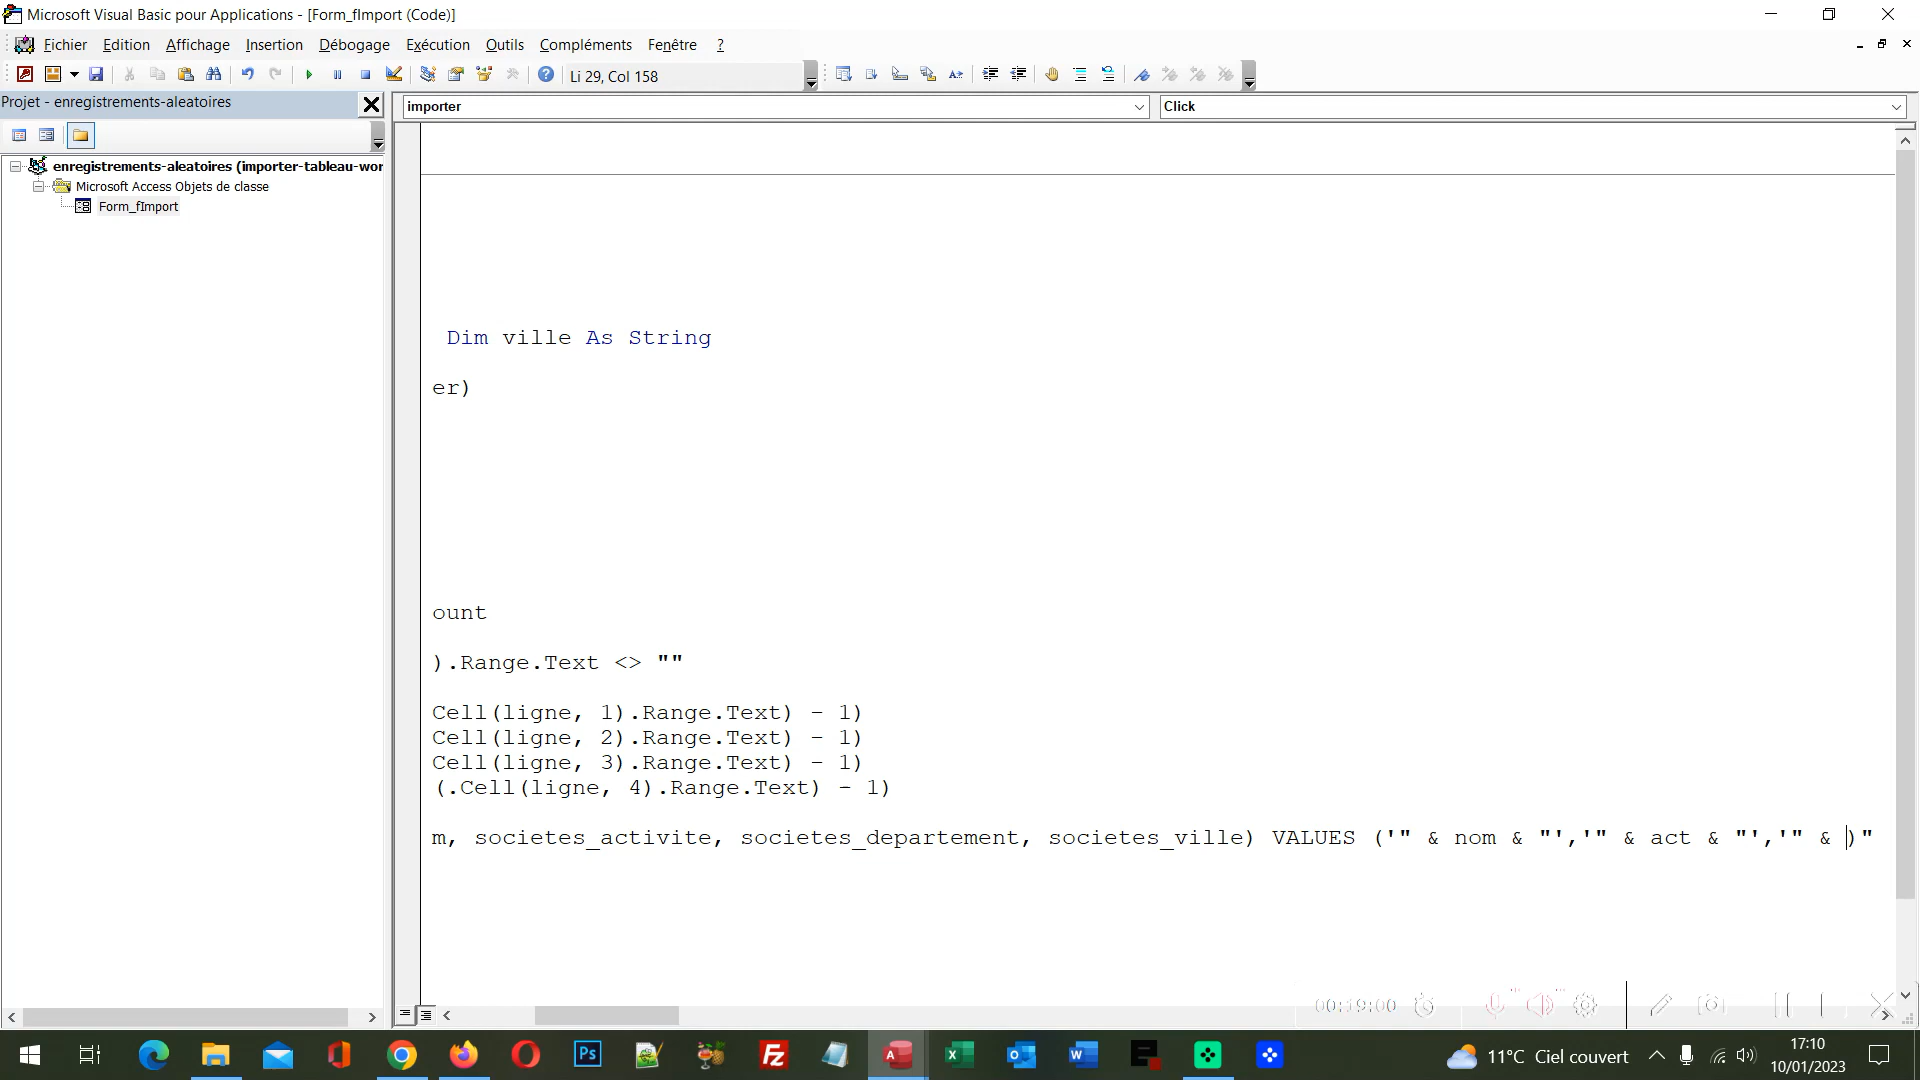 Microsoft Visual Basic pour Applications - [Form_fImport (Code)]
Fichier Edition Affichage Insertion Débogage Exécution Outils Compléments Fenêtre ?
Li 29, Col 158
Projet - enregistrements-aleatoires
importer
Click
enregistrements-aleatoires (importer-tableau-wor
Microsoft Access Objets de classe
Form_fImport
Dim ville As String
er)
ount
).Range.Text <> ""
Cell(ligne, 1).Range.Text) - 1)
Cell(ligne, 2).Range.Text) - 1)
Cell(ligne, 3).Range.Text) - 1)
(.Cell(ligne, 4).Range.Text) - 1)
m, societes_activite, societes_departement, societes_ville) VALUES ('" & nom & "','" & act & "','" & )"
00:19:00
11°C Ciel couvert
17:10
10/01/2023